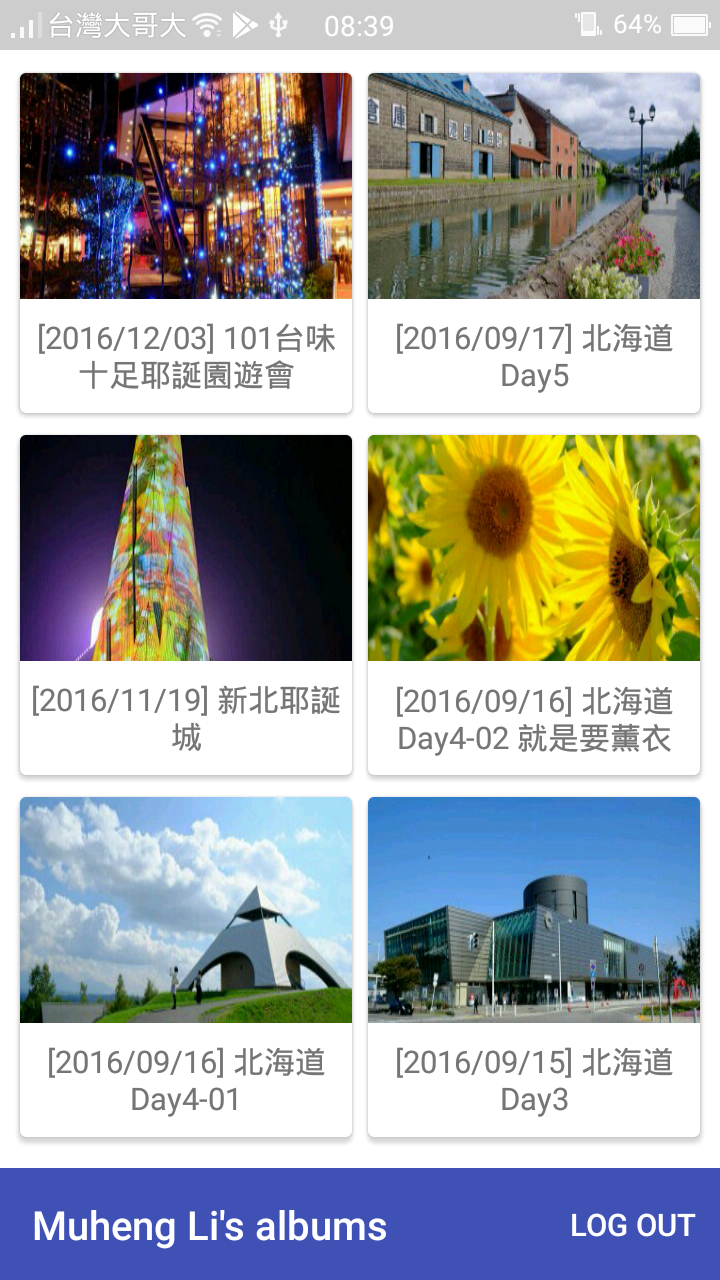 台灣大哥大 08:39 64%
[2016/12/03] 101台味
十足耶誕園遊會
[2016/09/17] 北海道
Day5
[2016/11/19] 新北耶誕
城
[2016/09/16] 北海道
Day4-02 就是要薰衣
[2016/09/16] 北海道
Day4-01
[2016/09/15] 北海道
Day3
Muheng Li's albums
LOG OUT